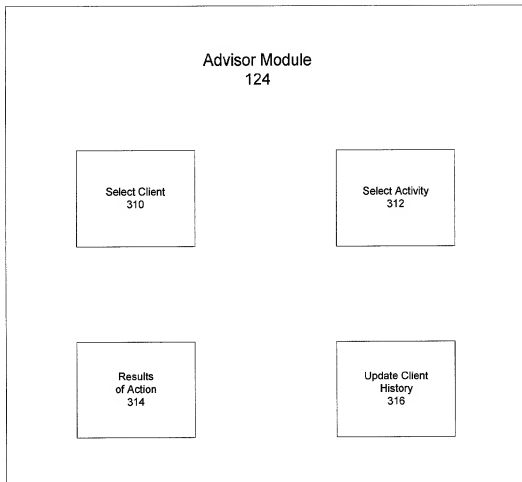 Advisor Module
124
Select Client
310
Select Activity
312
Results
of Action
314
Update Client
History
316